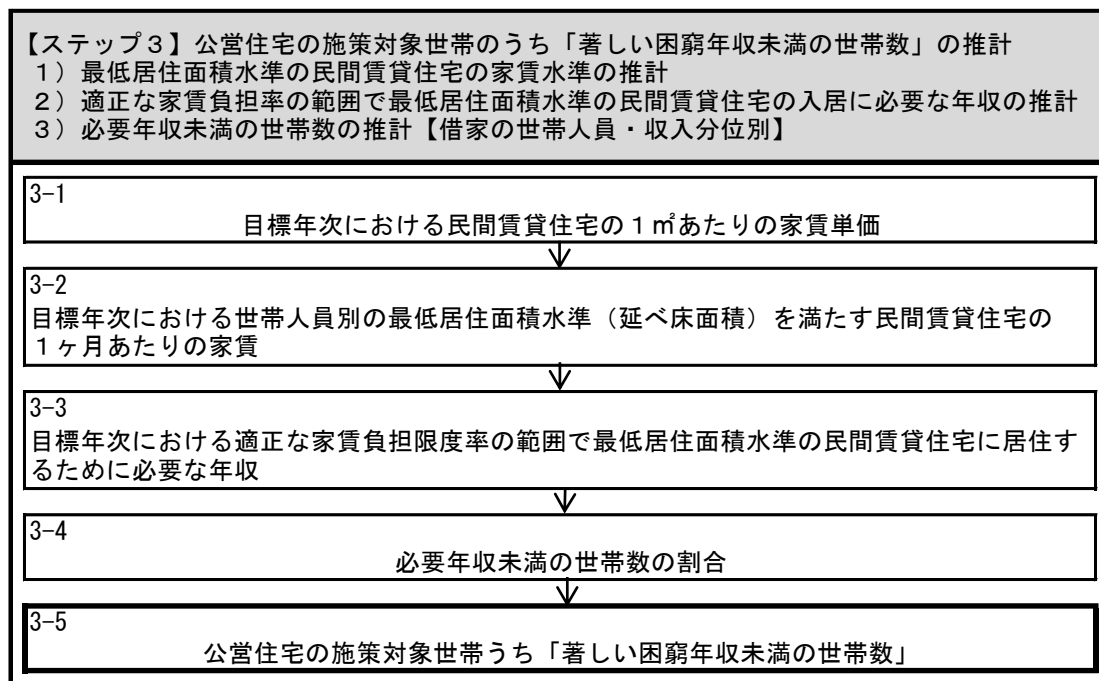 【ステップ３】公営住宅の施策対象世帯のうち「著しい困窮年収未満の世帯数」の推計
１）最低居住面積水準の民間賃貸住宅の家賃水準の推計
２）適正な家賃負担率の範囲で最低居住面積水準の民間賃貸住宅の入居に必要な年収の推計
３）必要年収未満の世帯数の推計【借家の世帯人員・収入分位別】
3-1
目標年次における民間賃貸住宅の１㎡あたりの家賃単価
3-2
目標年次における世帯人員別の最低居住面積水準（延べ床面積）を満たす民間賃貸住宅の
１ヶ月あたりの家賃
3-3
目標年次における適正な家賃負担限度率の範囲で最低居住面積水準の民間賃貸住宅に居住す
るために必要な年収
3-4
必要年収未満の世帯数の割合
3-5
公営住宅の施策対象世帯うち「著しい困窮年収未満の世帯数」